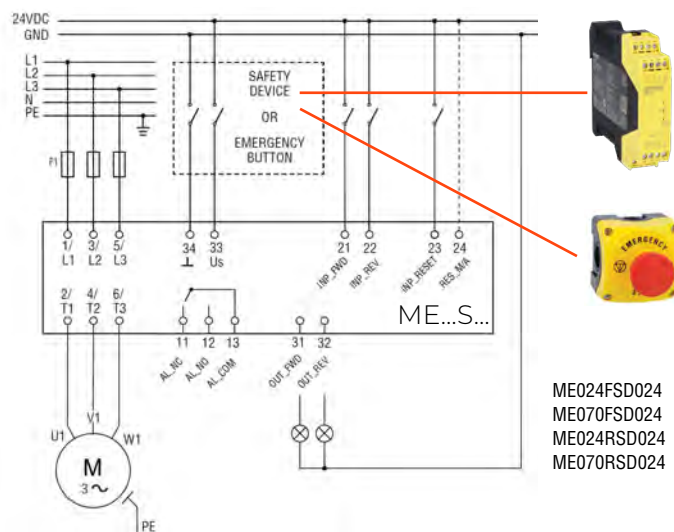 24VDC
GND
L1
L2
L3
N
PE
SAFETY
DEVICE
OR
EMERGENCY
BUTTON
F1
1/
L1
3/
L2
5/
L3
34
⊥
33
Us
21
INP_FWD
22
INP_REV
23
INP_RESET
24
RES_M/A
2/
T1
4/
T2
6/
T3
11
AL_NC
12
AL_NO
13
AL_COM
31
OUT_FWD
32
OUT_REV
ME...S...
EMERGENCY
U1
V1
W1
M
3 ~
PE
ME024FSD024
ME070FSD024
ME024RSD024
ME070RSD024